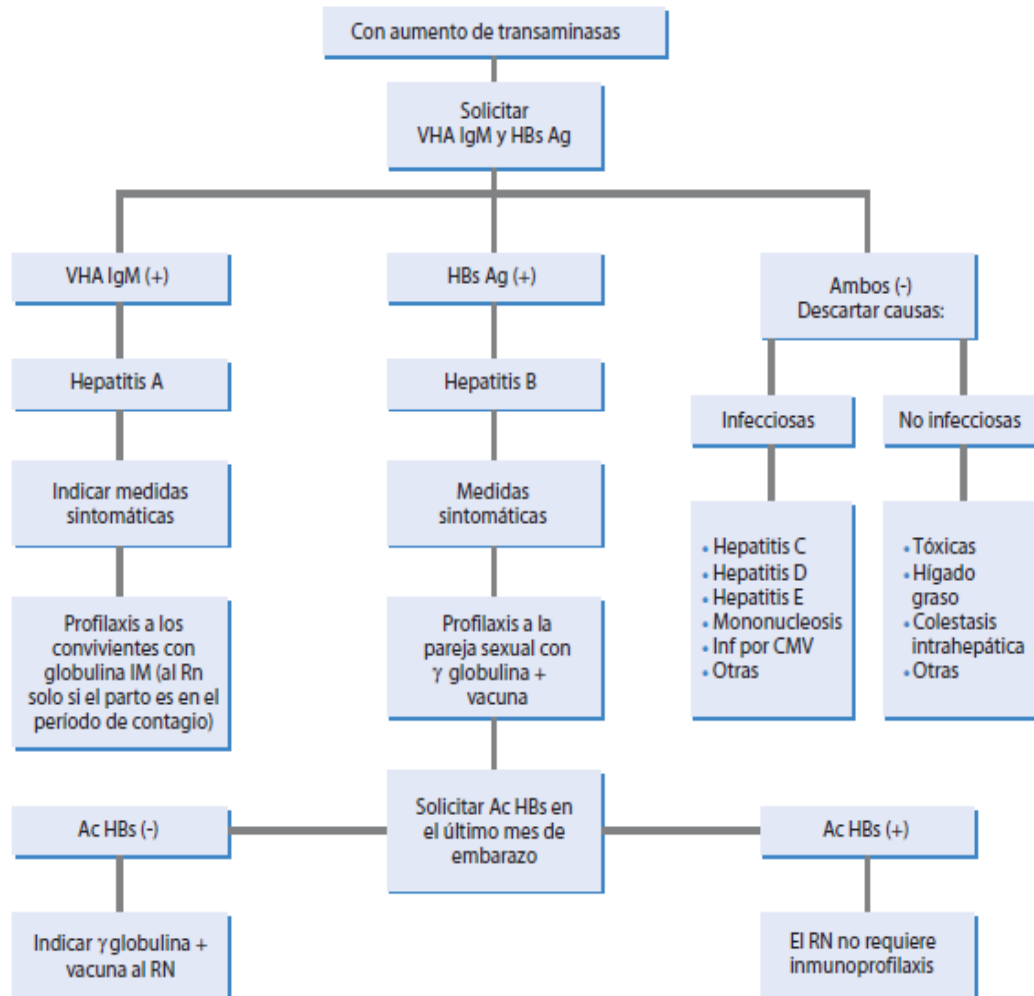 Con aumento de transaminasas
Solicitar
VHA IgM y HBs Ag
VHA IgM (+)
HBs Ag (+)
Ambos (-)
Descartar causas:
Hepatitis A
Hepatitis B
Infecciosas
No infecciosas
Indicar medidas
sintomáticas
Medidas
sintomáticas
• Hepatitis C
• Hepatitis D
• Hepatitis E
• Mononucleosis
• Inf por CMV
• Otras
• Tóxicas
• Hígado
graso
• Colestasis
intrahepática
• Otras
Profilaxis a los
convivientes con
globulina IM (al Rn
solo si el parto es en el
período de contagio)
Profilaxis a la
pareja sexual con
γ globulina +
vacuna
Ac HBs (-)
Solicitar Ac HBs en
el último mes de
embarazo
Ac HBs (+)
Indicar γ globulina +
vacuna al RN
El RN no requiere
inmunoprofilaxis